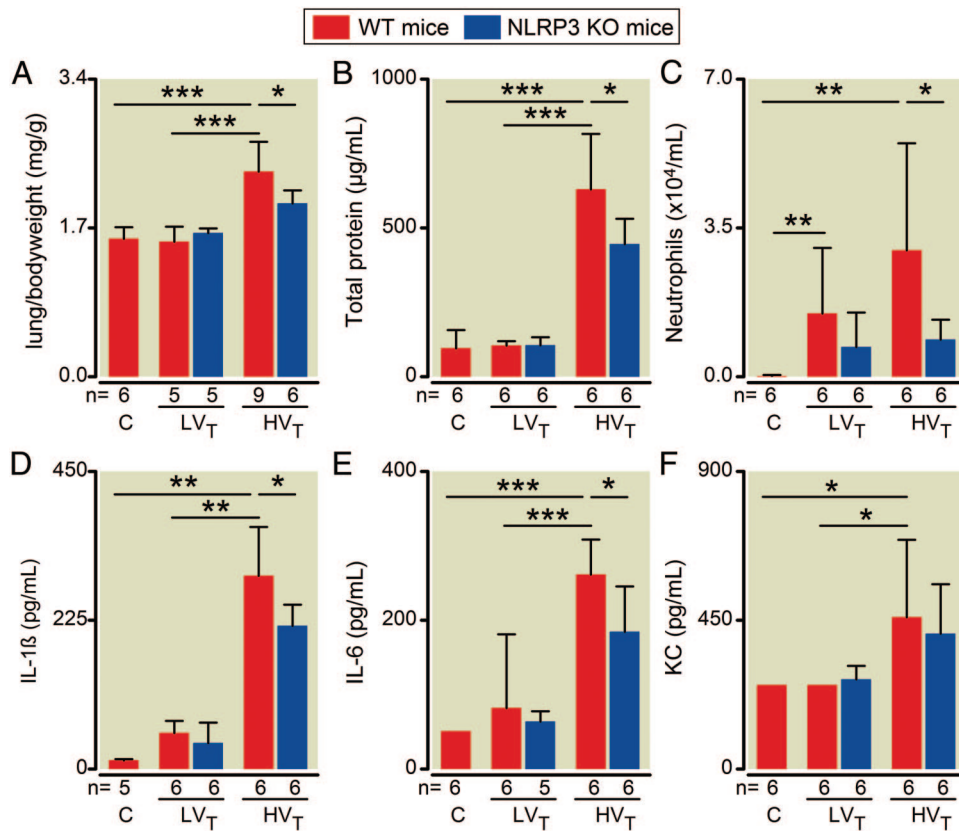 WT mice NLRP3 KO mice
A
lung/bodyweight (mg/g)
3.4
1.7
0.0
*** *
***
n= 6 5 5 9 6
C LVT HVT
B
Total protein (µg/mL)
1000
500
0
*** *
***
n= 6 6 6 6 6
C LVT HVT
C
Neutrophils (x10⁴/mL)
7.0
3.5
0.0
** *
**
n= 6 6 6 6 6
C LVT HVT
D
IL-1ß (pg/mL)
450
225
0
** *
**
n= 5 6 6 6 6
C LVT HVT
E
IL-6 (pg/mL)
400
200
0
*** *
***
n= 6 6 5 6 6
C LVT HVT
F
KC (pg/mL)
900
450
0
*
*
n= 6 6 6 6 6
C LVT HVT